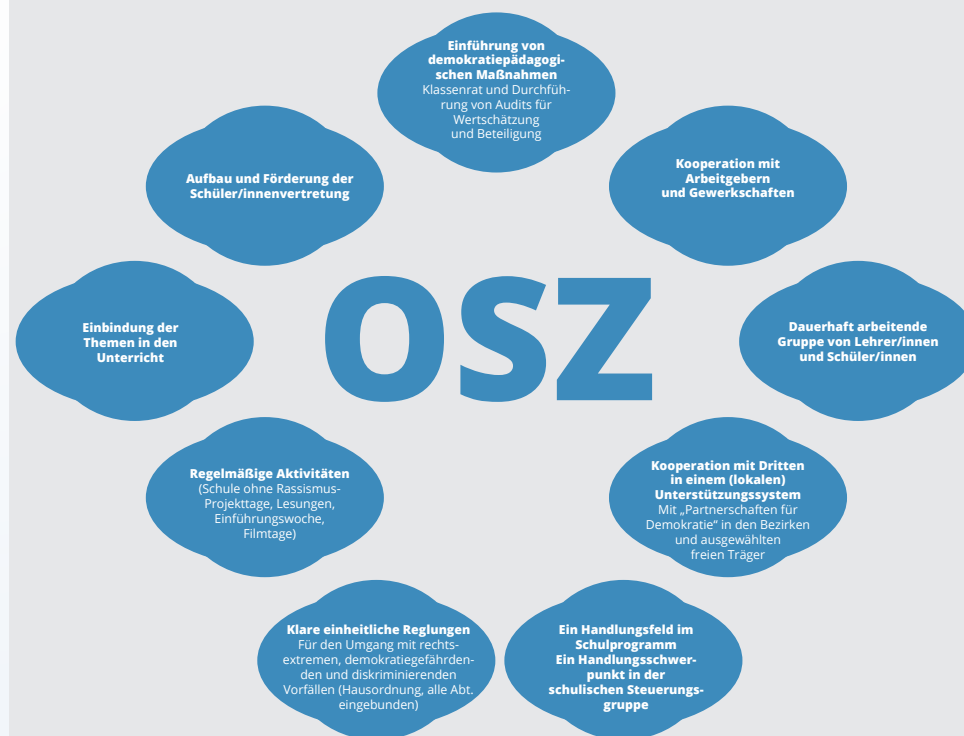 Einführung von
demokratiepädagogi-
schen Maßnahmen
Klassenrat und Durchfüh-
rung von Audits für
Wertschätzung
und Beteiligung
Aufbau und Förderung der
Schüler/innenvertretung
Kooperation mit
Arbeitgebern
und Gewerkschaften
Einbindung der
Themen in den
Unterricht
OSZ
Dauerhaft arbeitende
Gruppe von Lehrer/innen
und Schüler/innen
Regelmäßige Aktivitäten
(Schule ohne Rassismus-
Projekttage, Lesungen,
Einführungswoche,
Filmtage)
Kooperation mit Dritten
in einem (lokalen)
Unterstützungssystem
Mit „Partnerschaften für
Demokratie“ in den Bezirken
und ausgewählten
freien Träger
Klare einheitliche Reglungen
Für den Umgang mit rechts-
extremen, demokratiegefährden-
den und diskriminierenden
Vorfällen (Hausordnung, alle Abt.
eingebunden)
Ein Handlungsfeld im
Schulprogramm
Ein Handlungsschwer-
punkt in der
schulischen Steuerungs-
gruppe